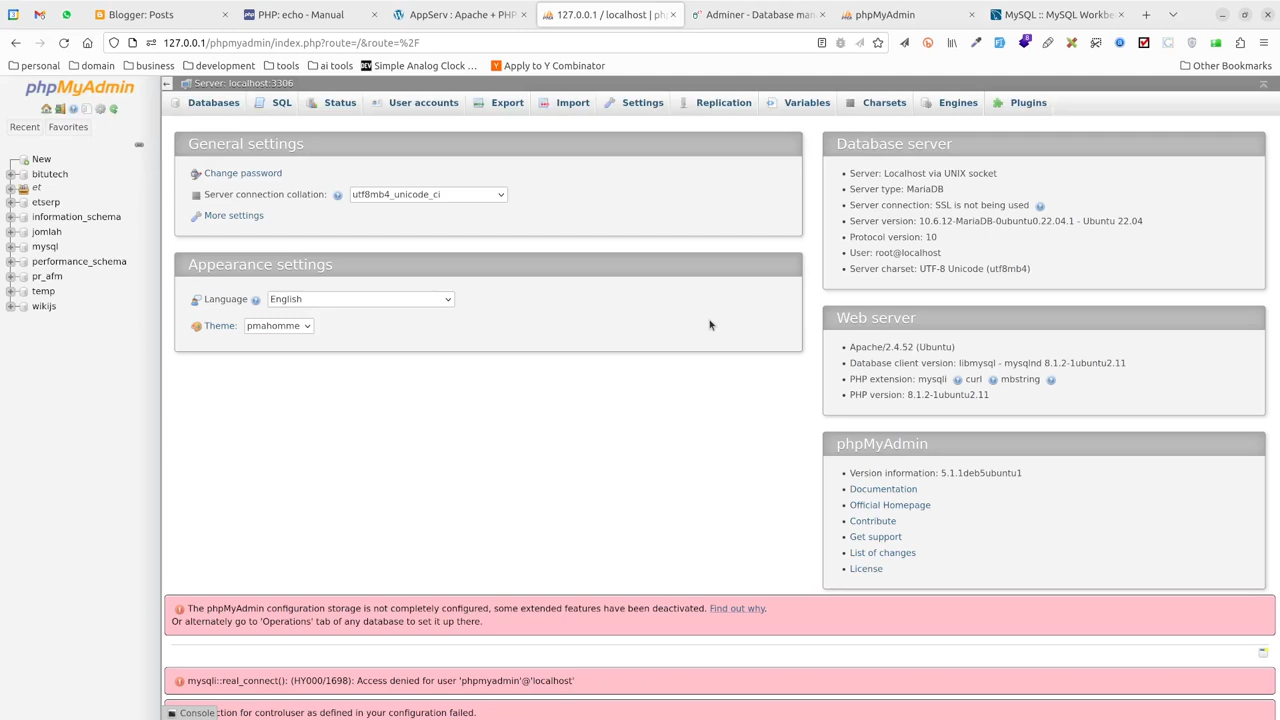 Blogger: Posts
PHP: echo - Manual
AppServ : Apache + PHP
127.0.0.1 / localhost | ph
Adminer - Database man
phpMyAdmin
MySQL :: MySQL Workbe
127.0.0.1/phpmyadmin/index.php?route=/&route=%2F
personal
domain
business
development
tools
ai tools
Simple Analog Clock ...
Apply to Y Combinator
Other Bookmarks
phpMyAdmin
Recent
Favorites
New
bitutech
et
etserp
information_schema
jomlah
mysql
performance_schema
pr_afm
temp
wikijs
Server: localhost:3306
Databases
SQL
Status
User accounts
Export
Import
Settings
Replication
Variables
Charsets
Engines
Plugins
General settings
Change password
Server connection collation:
utf8mb4_unicode_ci
More settings
Appearance settings
Language
English
Theme:
pmahomme
Database server
• Server: Localhost via UNIX socket
• Server type: MariaDB
• Server connection: SSL is not being used
• Server version: 10.6.12-MariaDB-0ubuntu0.22.04.1 - Ubuntu 22.04
• Protocol version: 10
• User: root@localhost
• Server charset: UTF-8 Unicode (utf8mb4)
Web server
• Apache/2.4.52 (Ubuntu)
• Database client version: libmysql - mysqlnd 8.1.2-1ubuntu2.11
• PHP extension: mysqli curl mbstring
• PHP version: 8.1.2-1ubuntu2.11
phpMyAdmin
• Version information: 5.1.1deb5ubuntu1
• Documentation
• Official Homepage
• Contribute
• Get support
• List of changes
• License
The phpMyAdmin configuration storage is not completely configured, some extended features have been deactivated. Find out why.
Or alternately go to 'Operations' tab of any database to set it up there.
mysqli::real_connect(): (HY000/1698): Access denied for user 'phpmyadmin'@'localhost'
Console
ction for controluser as defined in your configuration failed.